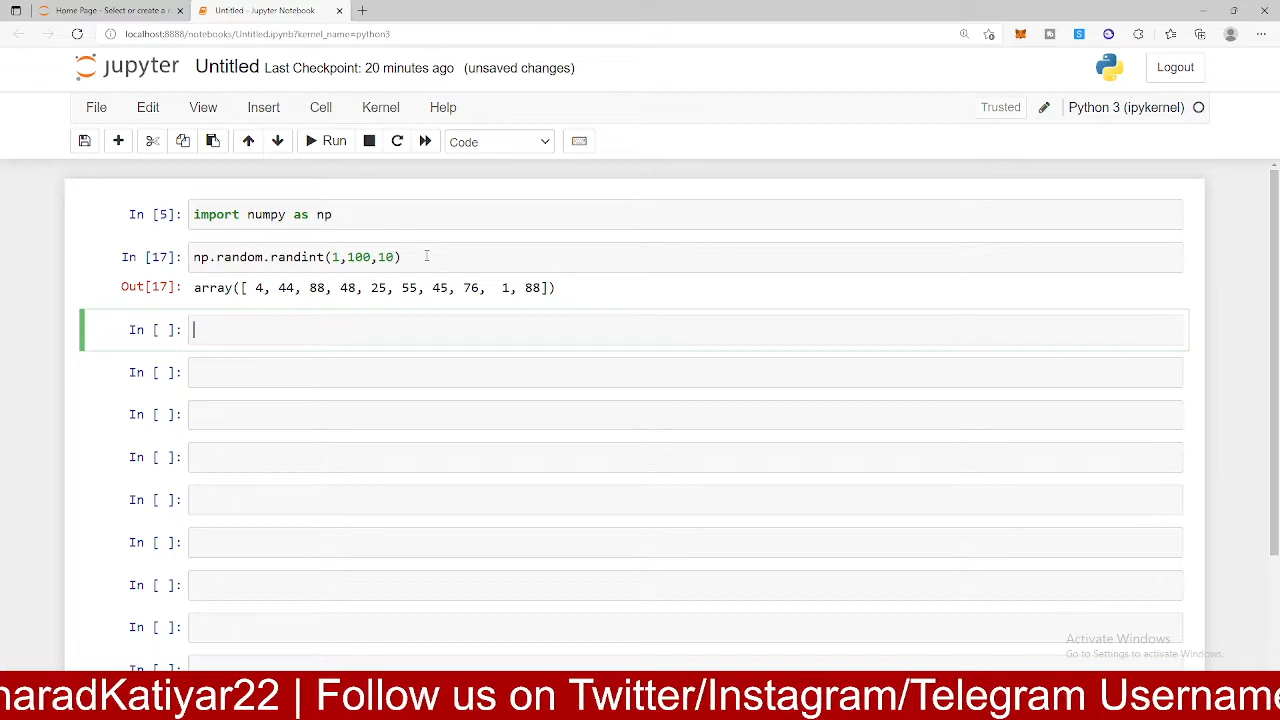 Home Page - Select or create a n
Untitled - Jupyter Notebook
localhost:8888/notebooks/Untitled.ipynb?kernel_name=python3
jupyter Untitled Last Checkpoint: 20 minutes ago (unsaved changes)
Logout
File Edit View Insert Cell Kernel Help
Trusted Python 3 (ipykernel)
Run Code
In [5]: import numpy as np
In [17]: np.random.randint(1,100,10)
Out[17]: array([ 4, 44, 88, 48, 25, 55, 45, 76,  1, 88])
In [ ]:
In [ ]:
In [ ]:
In [ ]:
In [ ]:
In [ ]:
In [ ]:
In [ ]:
In [ ]:
Activate Windows
Go to Settings to activate Windows.
haradKatiyar22 | Follow us on Twitter/Instagram/Telegram Username